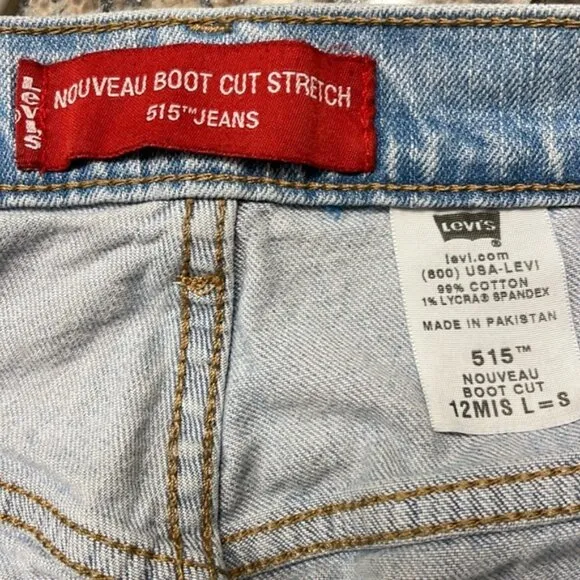 Levi's
NOUVEAU BOOT CUT STRETCH
515™ JEANS
Levi's
®
levi.com
(800) USA-LEVI
99% COTTON
1% LYCRA® SPANDEX
MADE IN PAKISTAN
515™
NOUVEAU
BOOT CUT
12MIS L=S